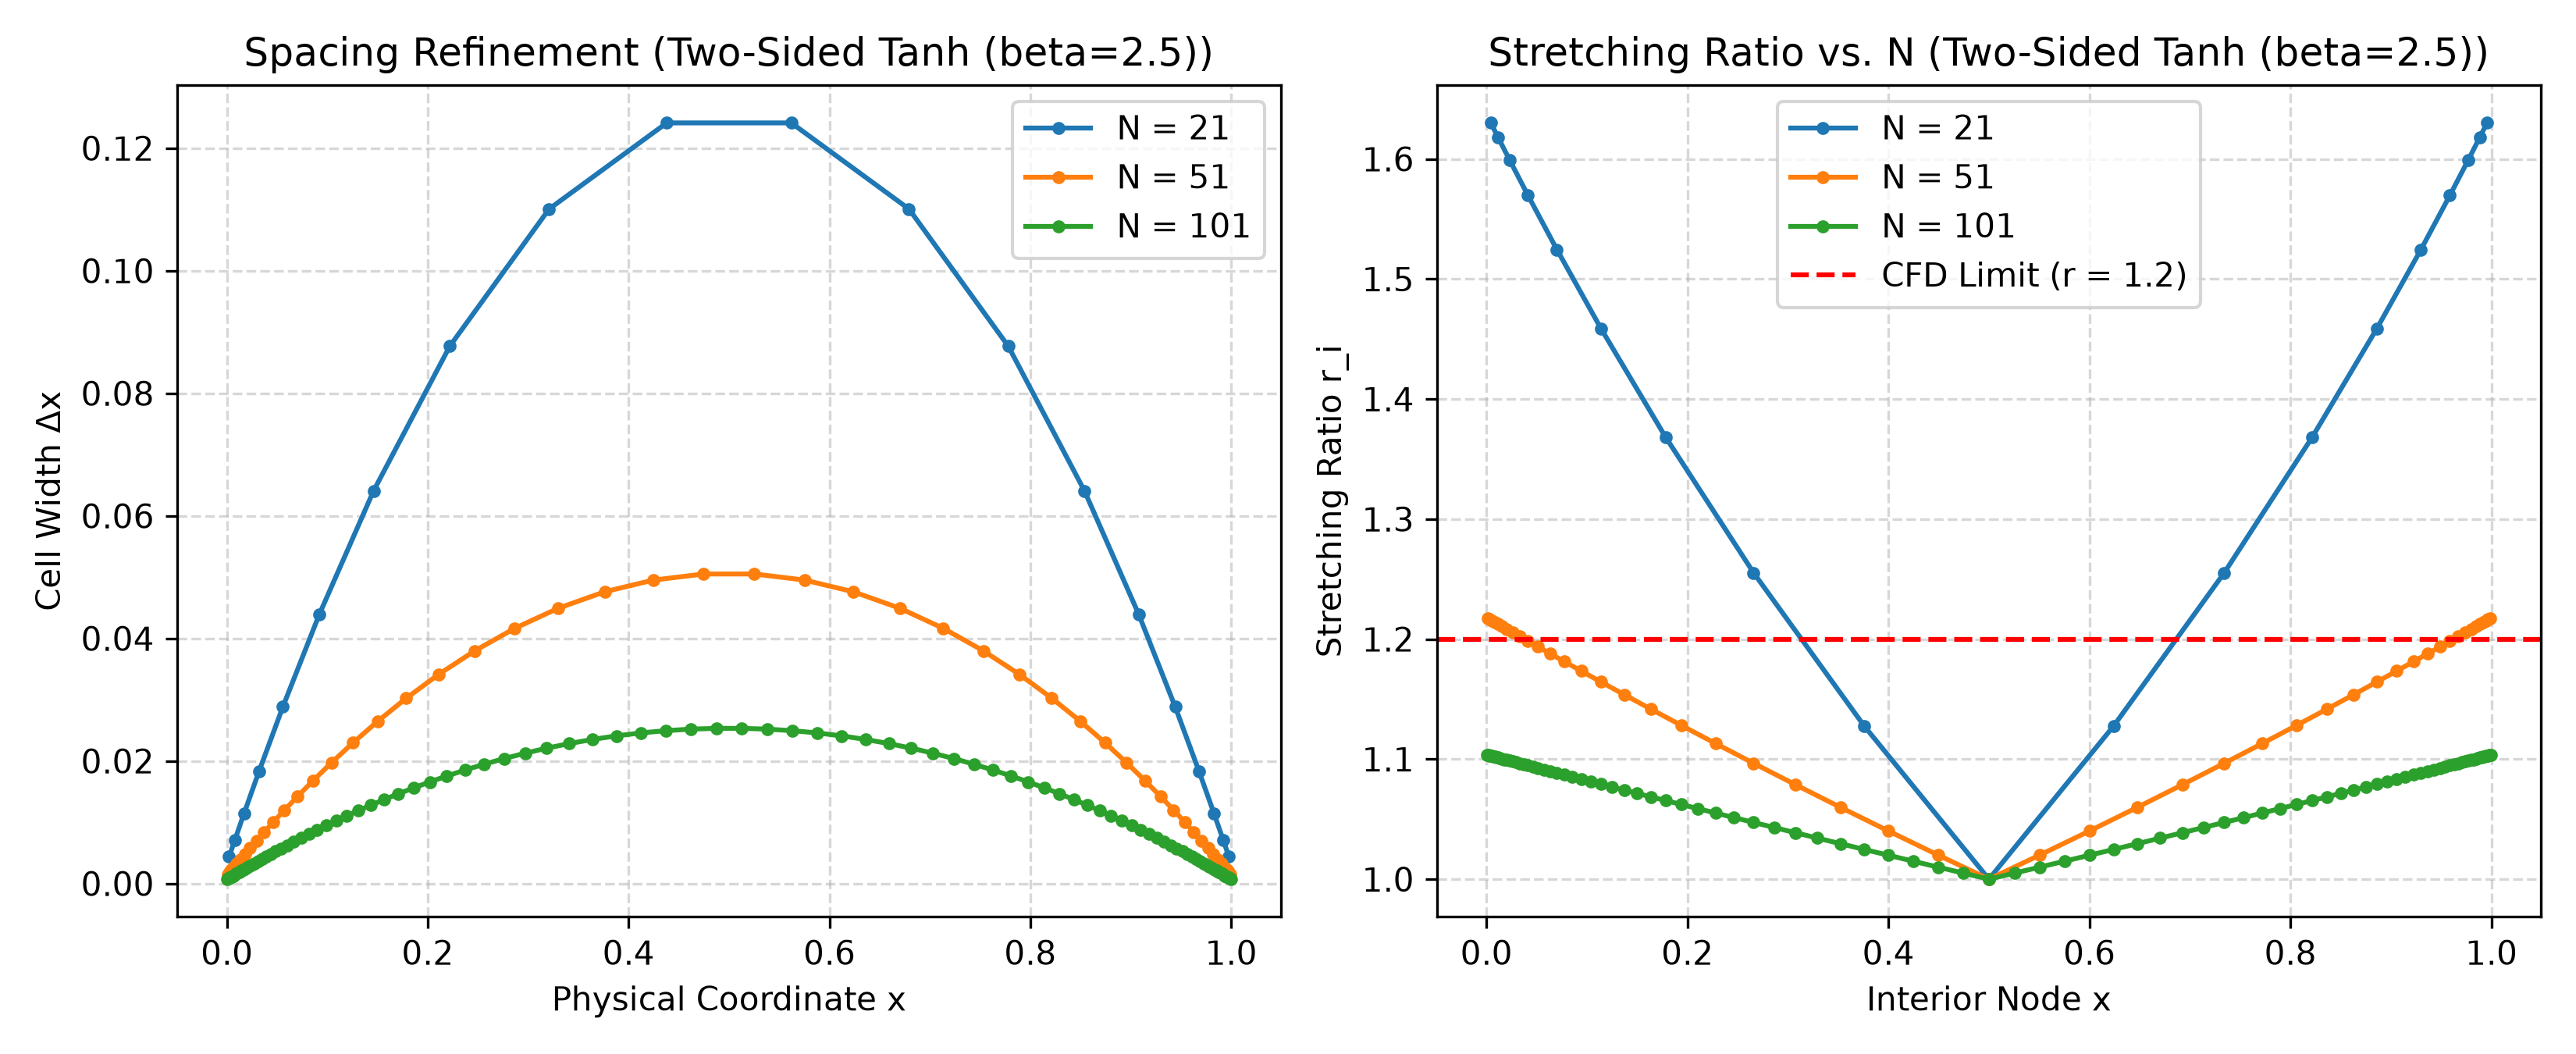 Spacing Refinement (Two-Sided Tanh (beta=2.5))
Cell Width Δx
0.12
0.10
0.08
0.06
0.04
0.02
0.00
N = 21
N = 51
N = 101
0.0 0.2 0.4 0.6 0.8 1.0
Physical Coordinate x
Stretching Ratio vs. N (Two-Sided Tanh (beta=2.5))
Stretching Ratio r_i
1.6
1.5
1.4
1.3
1.2
1.1
1.0
N = 21
N = 51
N = 101
CFD Limit (r = 1.2)
0.0 0.2 0.4 0.6 0.8 1.0
Interior Node x